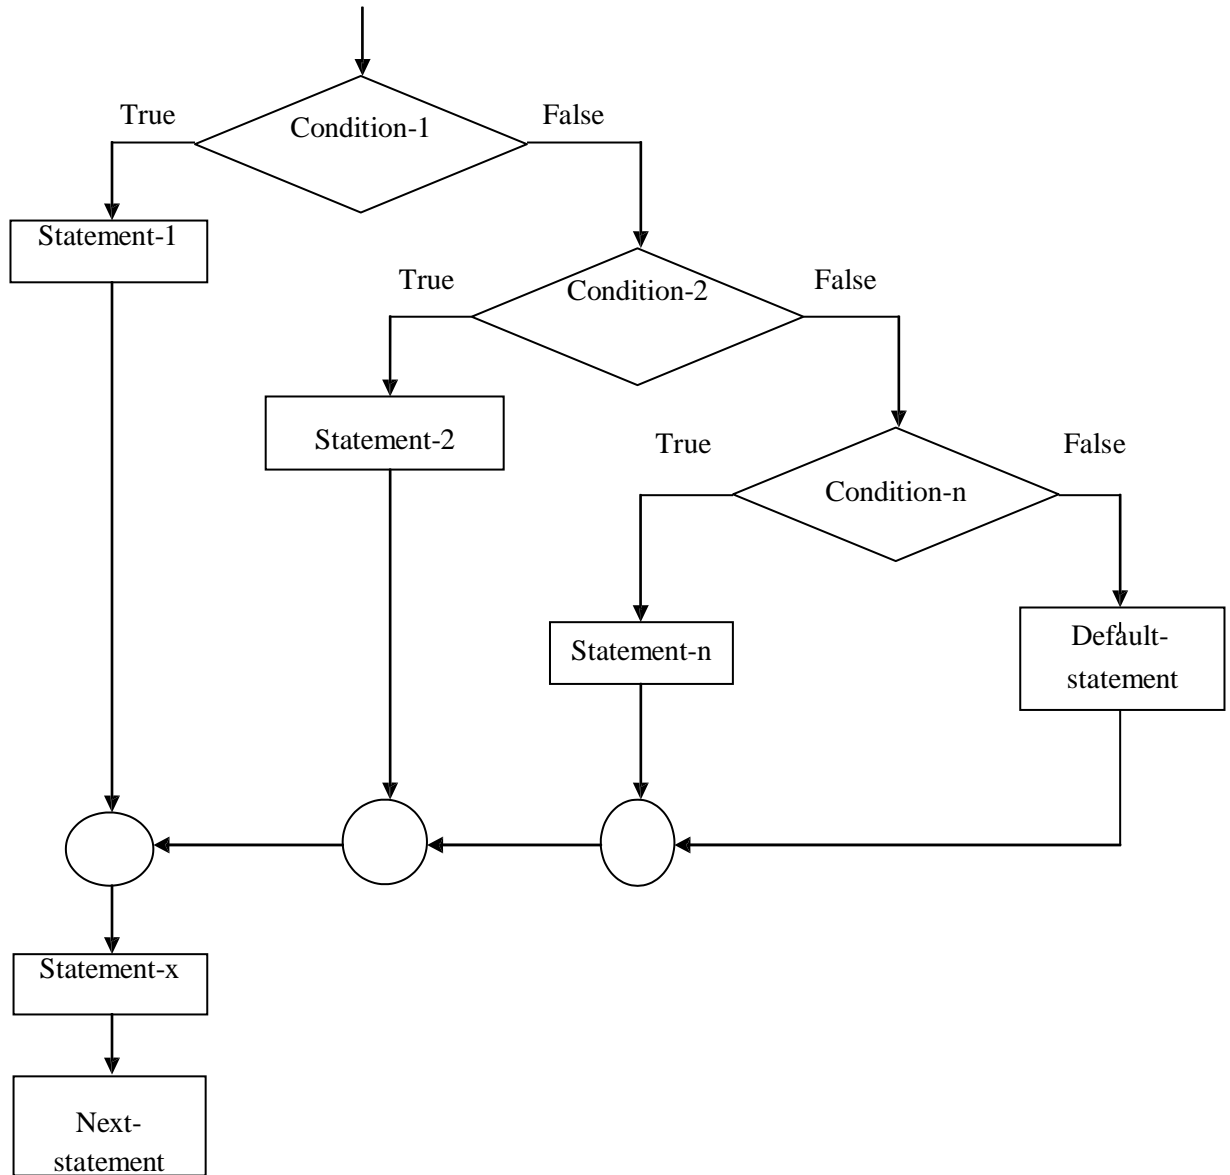 True
False
Condition-1
Statement-1
True
False
Condition-2
Statement-2
True
False
Condition-n
Statement-n
Default-
statement
Statement-x
Next-
statement